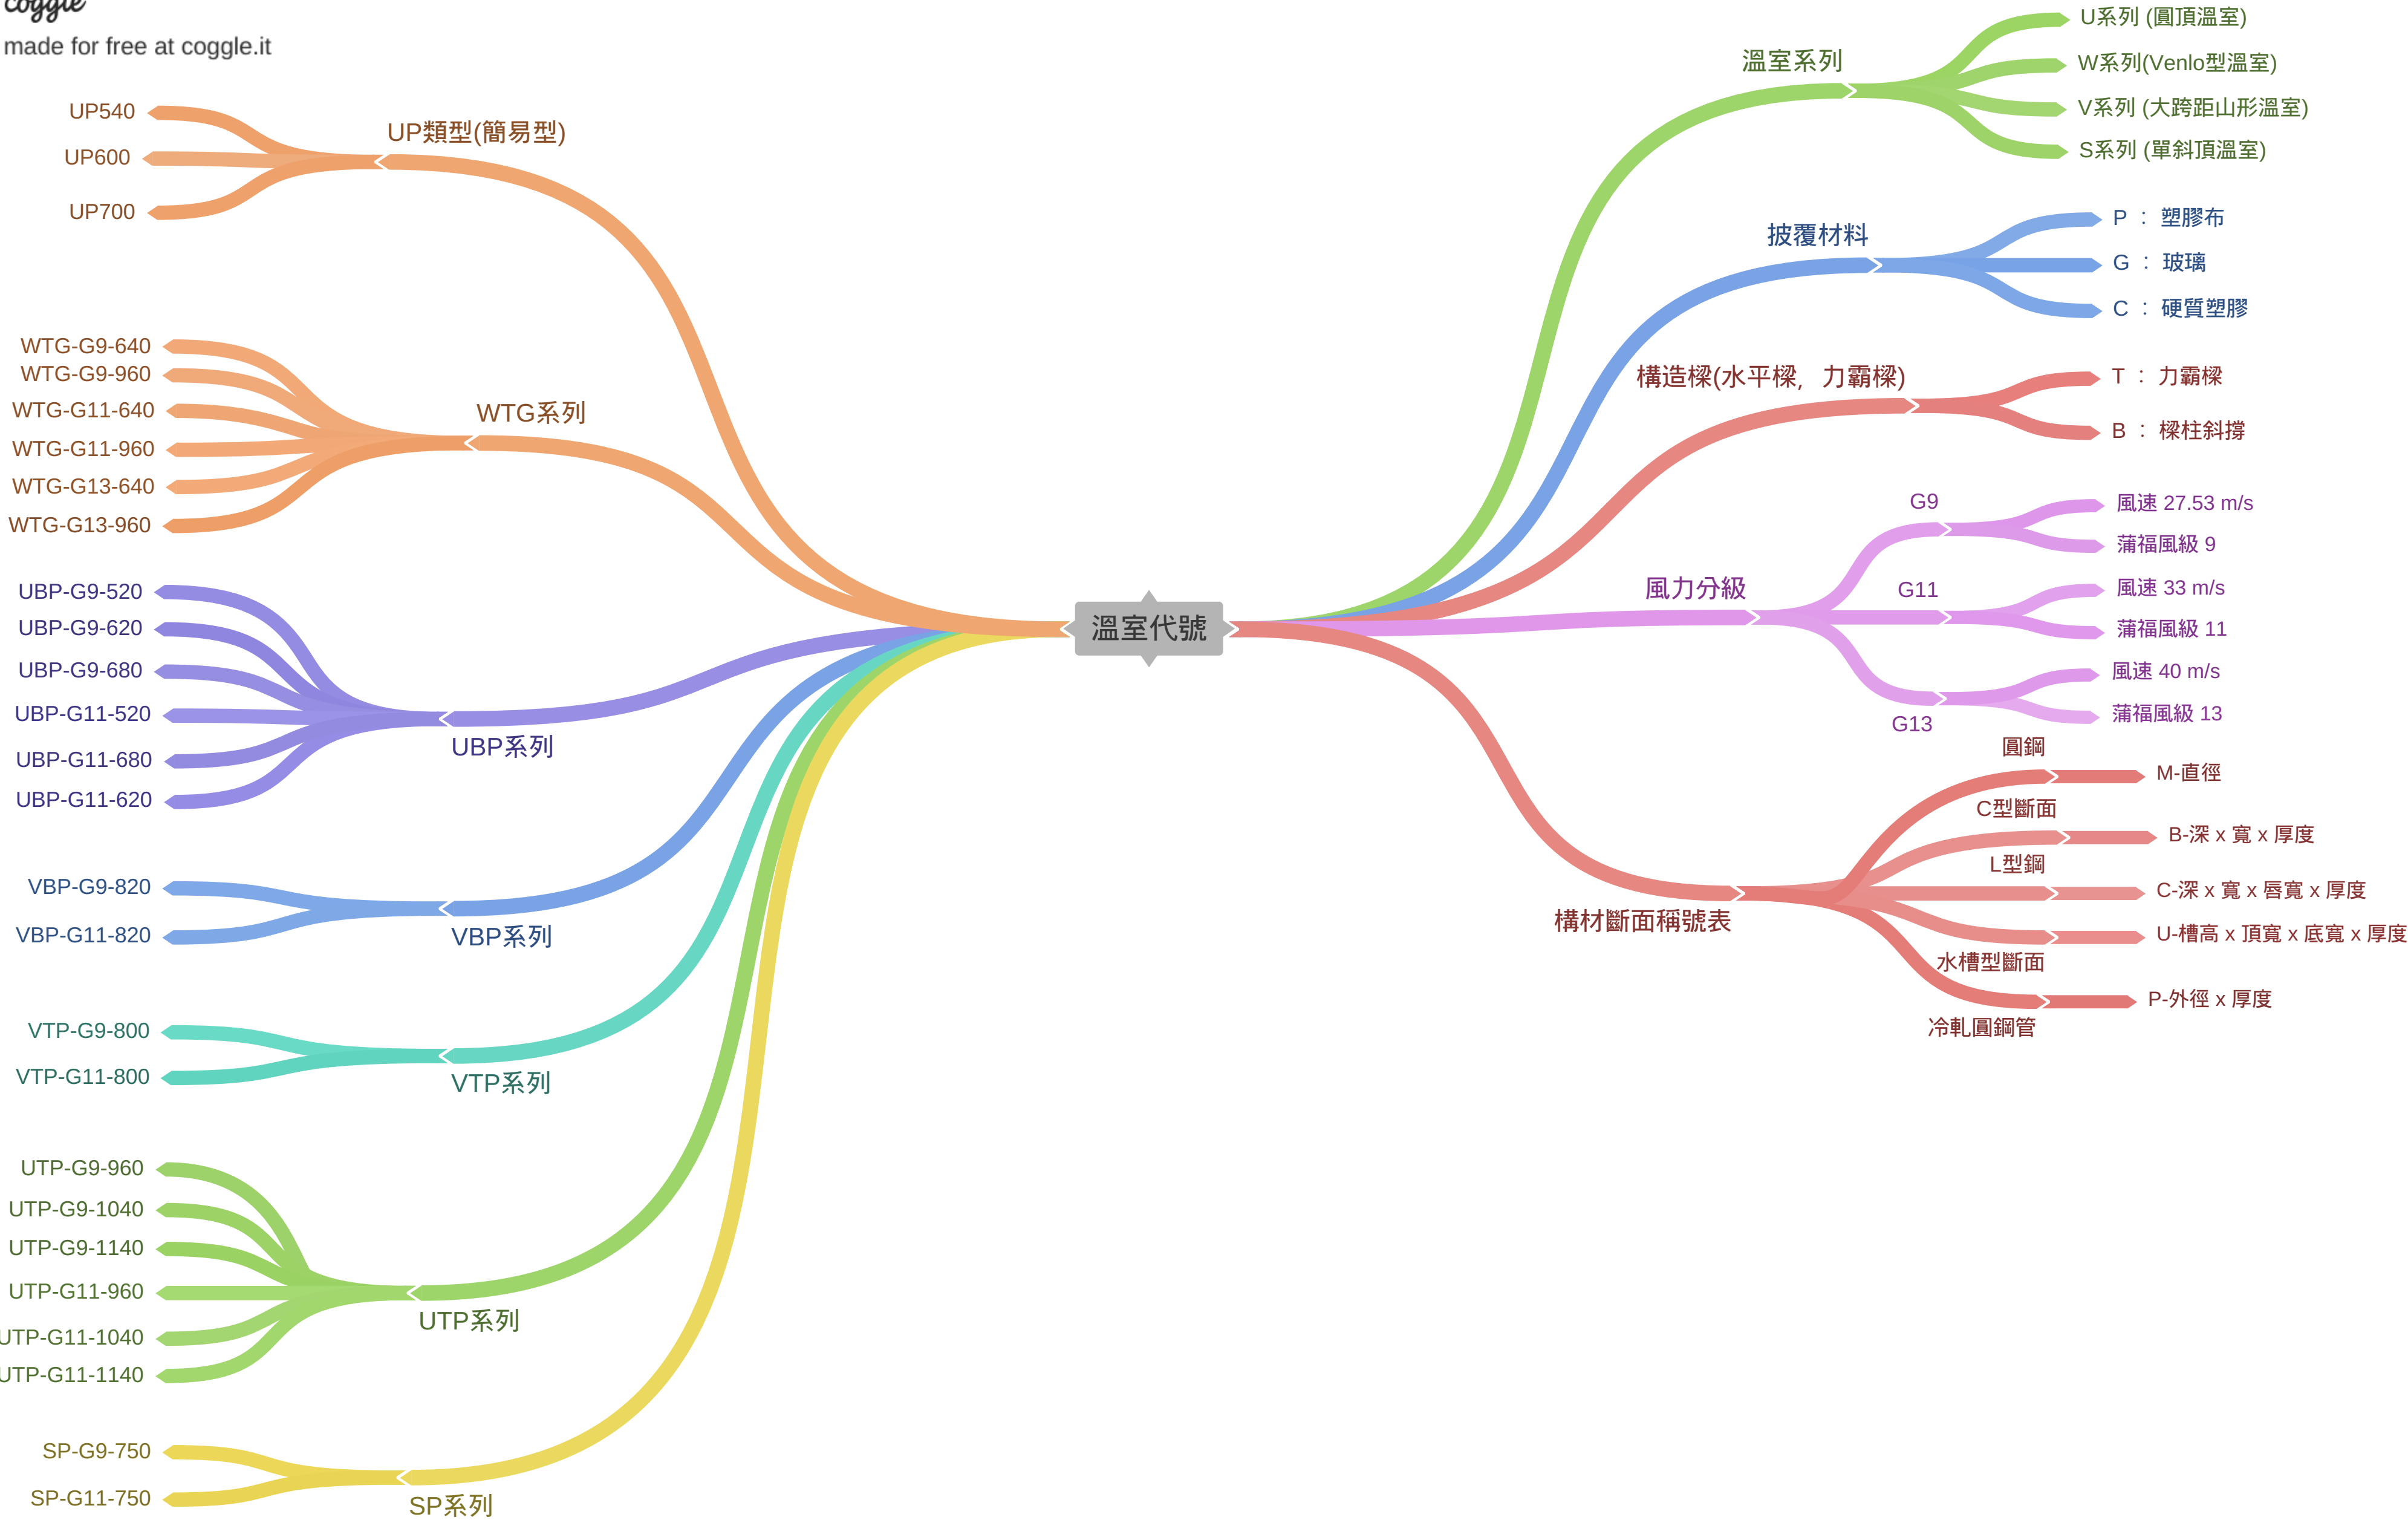 coggle
made for free at coggle.it
溫室代號
UP類型(簡易型)
UP540
UP600
UP700
WTG系列
WTG-G9-640
WTG-G9-960
WTG-G11-640
WTG-G11-960
WTG-G13-640
WTG-G13-960
UBP系列
UBP-G9-520
UBP-G9-620
UBP-G9-680
UBP-G11-520
UBP-G11-680
UBP-G11-620
VBP系列
VBP-G9-820
VBP-G11-820
VTP系列
VTP-G9-800
VTP-G11-800
UTP系列
UTP-G9-960
UTP-G9-1040
UTP-G9-1140
UTP-G11-960
UTP-G11-1040
UTP-G11-1140
SP系列
SP-G9-750
SP-G11-750
溫室系列
U系列 (圓頂溫室)
W系列(Venlo型溫室)
V系列 (大跨距山形溫室)
S系列 (單斜頂溫室)
披覆材料
P ： 塑膠布
G ： 玻璃
C ： 硬質塑膠
構造樑(水平樑，力霸樑)
T ： 力霸樑
B ： 樑柱斜撐
風力分級
G9
風速 27.53 m/s
蒲福風級 9
G11
風速 33 m/s
蒲福風級 11
G13
風速 40 m/s
蒲福風級 13
構材斷面稱號表
圓鋼
M-直徑
C型斷面
B-深 x 寬 x 厚度
L型鋼
C-深 x 寬 x 唇寬 x 厚度
水槽型斷面
U-槽高 x 頂寬 x 底寬 x 厚度
冷軋圓鋼管
P-外徑 x 厚度